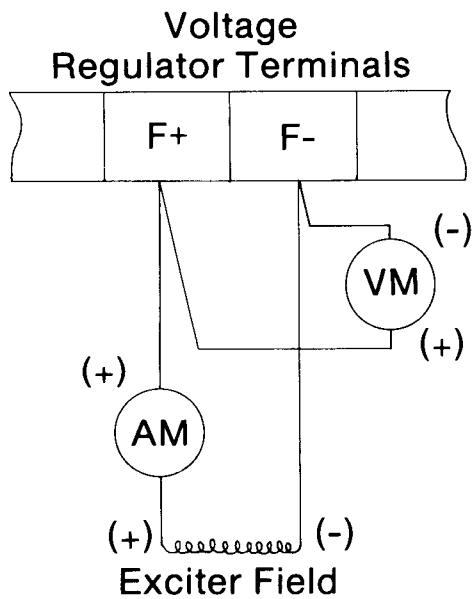 Voltage
Regulator Terminals
F+ F-
(-)
VM
(+)
(+)
AM
(+) (-)
Exciter Field